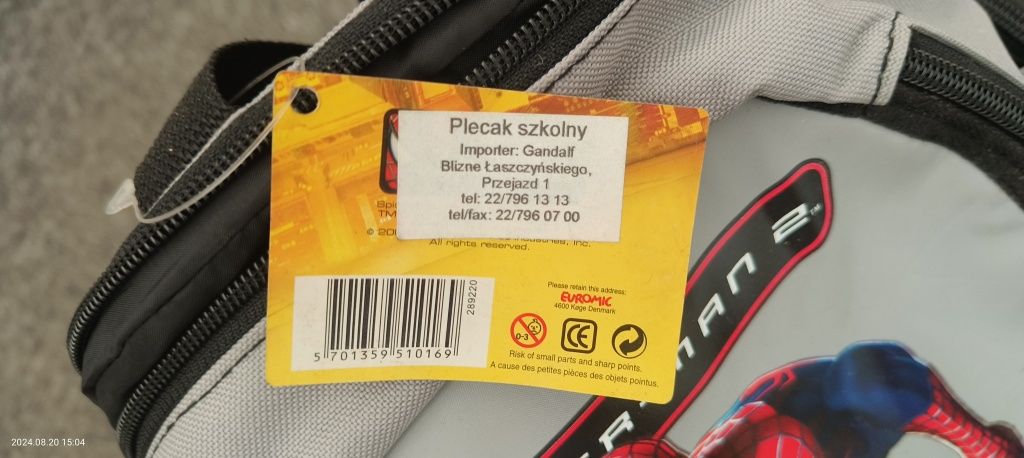 Plecak szkolny
Importer: Gandalf
Blizne Łaszczyńskiego,
Przejazd 1
tel: 22/796 13 13
tel/fax: 22/796 07 00
All rights reserved.
289220
5 701359 510169
Please retain this address:
EUROMIC
4600 Køge Denmark
0-3
CE
Risk of small parts and sharp points.
A cause des petites pièces des objets pointus.
MAN 2™
2024.08.20 15:04